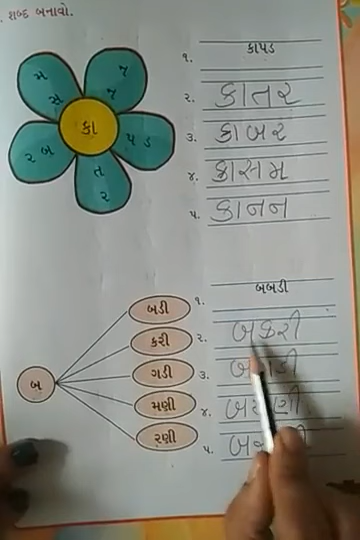 શબ્દ બનાવો.
મ સ
ન ન
કા
ર બ
પ ડ
ત ર
૧. કાપડ
૨. કાતર
૩. કાબર
૪. કાસમ
૫. કાનન
બ
બડી
કરી
ગડી
મણી
રણી
૧. બબડી
૨. બકરી
૩.
૪.
૫.